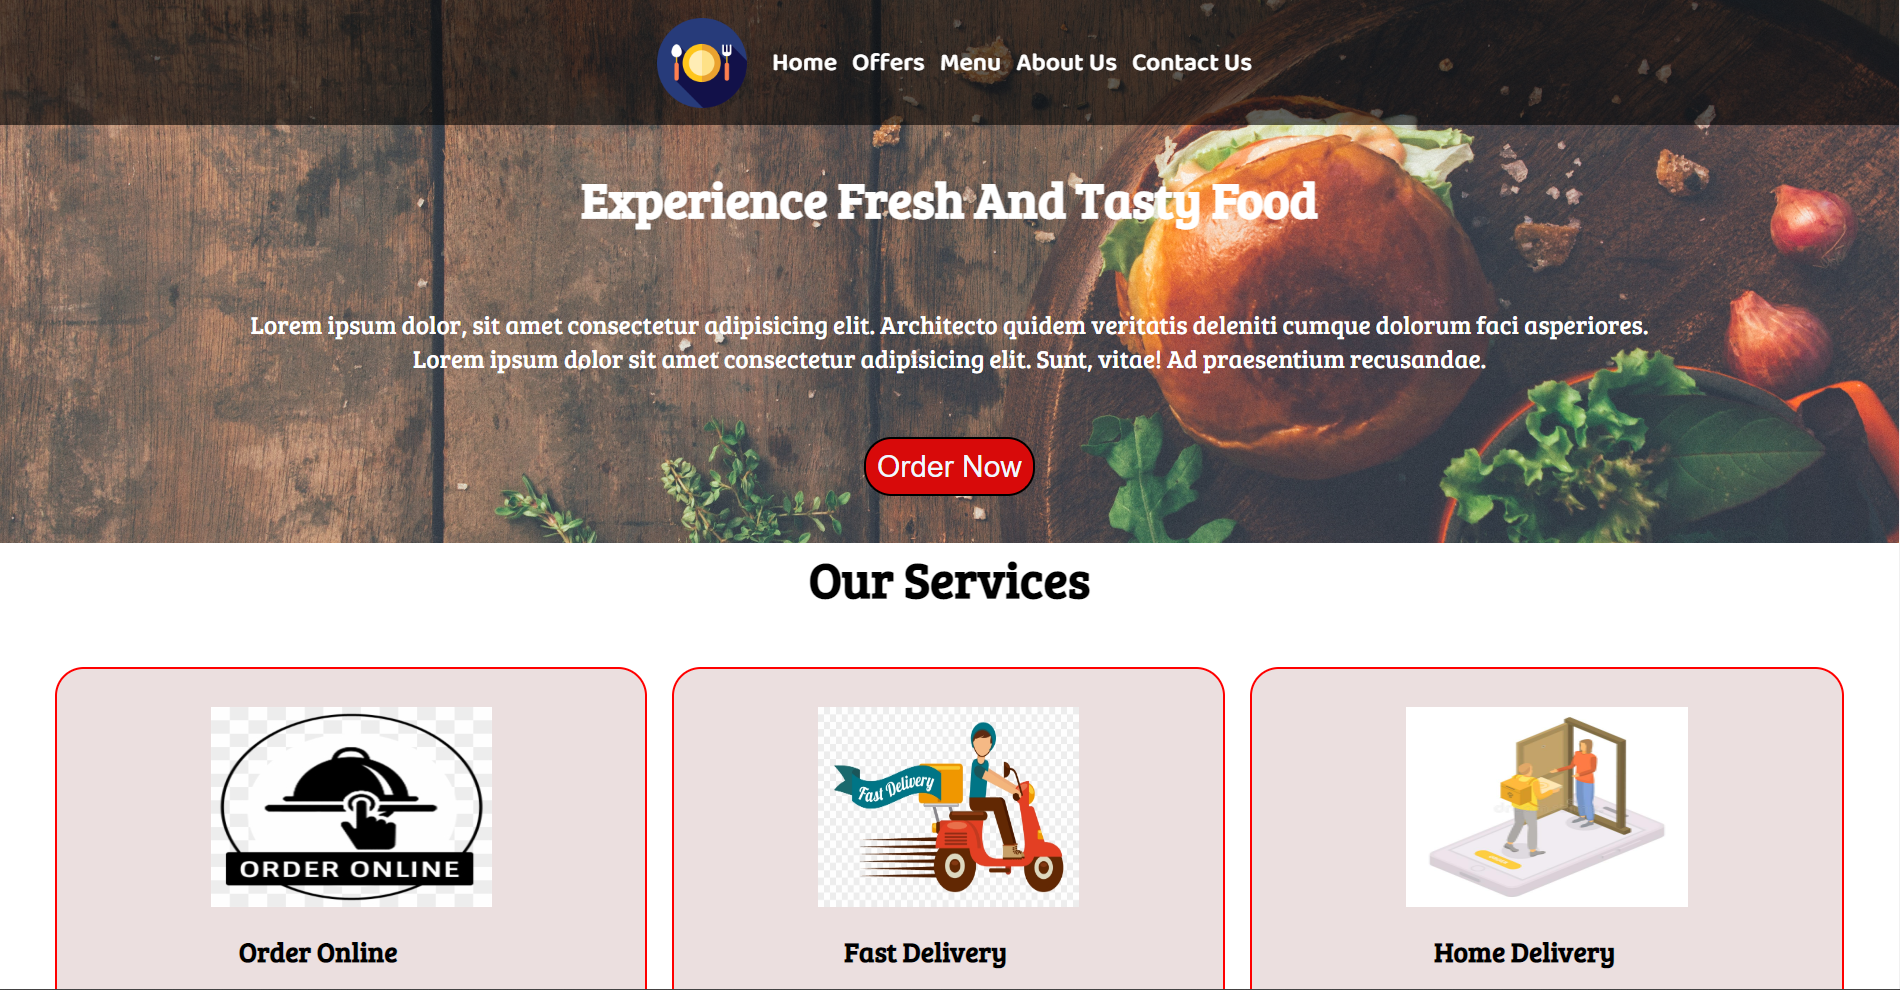 Home Offers Menu About Us Contact Us
Experience Fresh And Tasty Food
Lorem ipsum dolor, sit amet consectetur adipisicing elit. Architecto quidem veritatis deleniti cumque dolorum faci asperiores.
Lorem ipsum dolor sit amet consectetur adipisicing elit. Sunt, vitae! Ad praesentium recusandae.
Order Now
Our Services
ORDER ONLINE
Fast Delivery
Order Online
Fast Delivery
Home Delivery